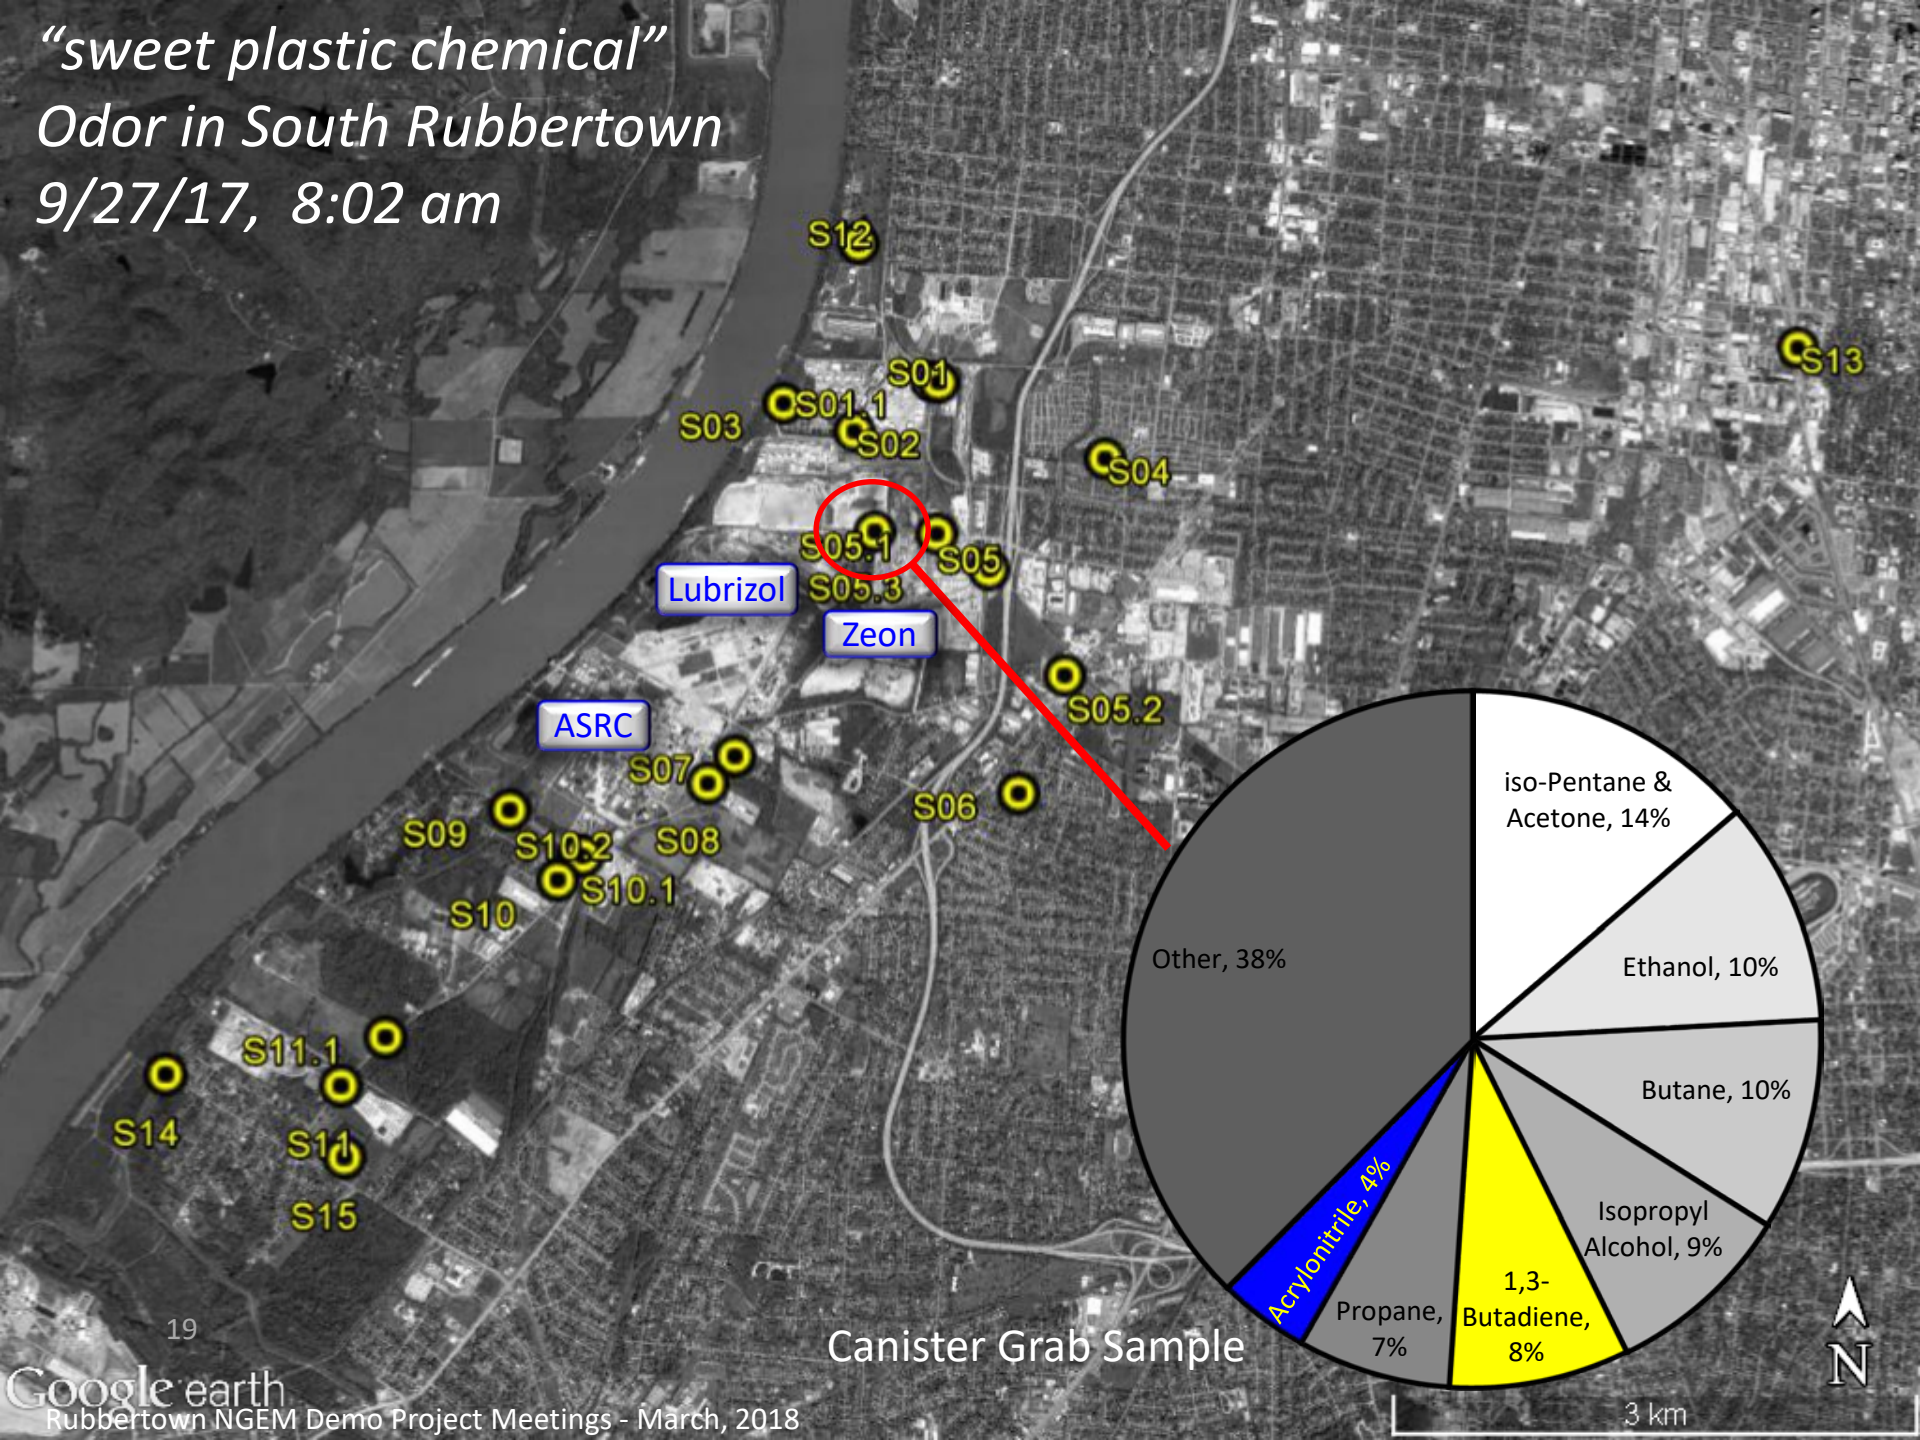 “sweet plastic chemical”
Odor in South Rubbertown
9/27/17,  8:02 am
S12
S13
S01
S01.1
S03
S02
S04
S05.1
S05
Lubrizol
S05.3
Zeon
S05.2
ASRC
S07
S06
S09
S10.2
S08
S10.1
S10
S11.1
S14
S11
S15
iso-Pentane &
Acetone, 14%
Other, 38%
Ethanol, 10%
Butane, 10%
Isopropyl
Alcohol, 9%
1,3-
Butadiene,
8%
Propane,
7%
Acrylonitrile, 4%
Canister Grab Sample
N
19
Google earth
3 km
Rubbertown NGEM Demo Project Meetings - March, 2018